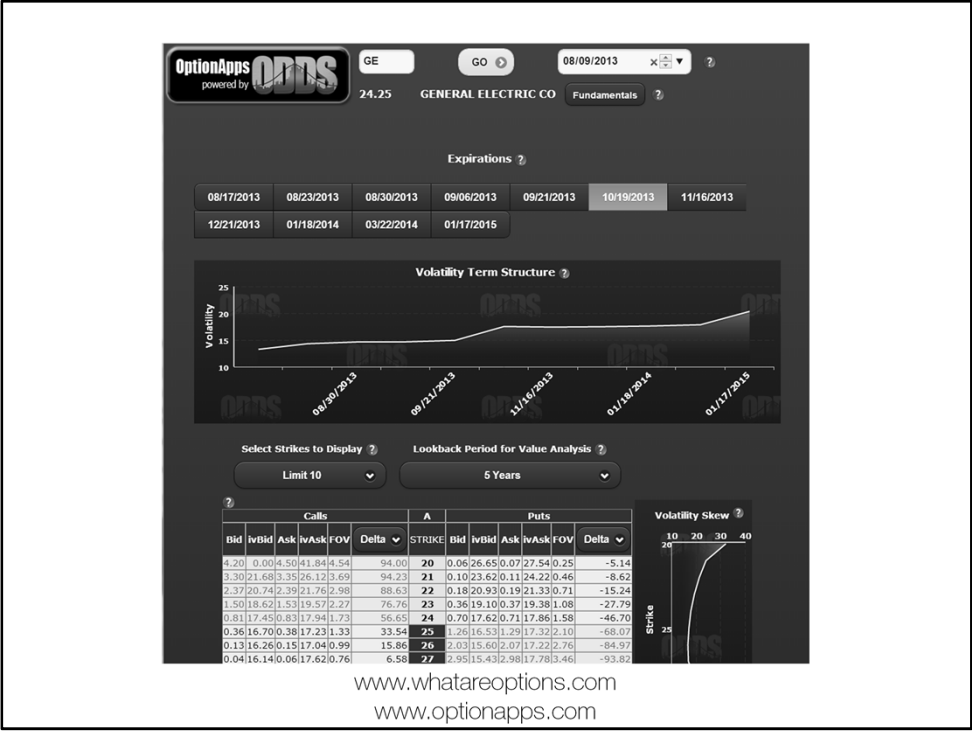 OptionApps
powered by ODDS
GE
GO
08/09/2013
24.25 GENERAL ELECTRIC CO Fundamentals ?
Expirations ?
08/17/2013 08/23/2013 08/30/2013 09/06/2013 09/21/2013 10/19/2013 11/16/2013
12/21/2013 01/18/2014 03/22/2014 01/17/2015
Volatility Term Structure ?
Volatility
25
20
15
10
08/30/2013 09/21/2013 11/16/2013 01/18/2014 01/17/2015
Select Strikes to Display ? Lookback Period for Value Analysis ?
Limit 10 5 Years
?
Calls A Puts
Bid ivBid Ask ivAsk FOV Delta STRIKE Bid ivBid Ask ivAsk FOV Delta
4.20 0.00 4.50 41.84 4.54 94.00 20 0.06 26.65 0.07 27.54 0.25 -5.14
3.30 21.68 3.35 26.12 3.69 94.23 21 0.10 23.62 0.11 24.22 0.46 -8.62
2.37 20.74 2.39 21.76 2.98 88.63 22 0.18 20.93 0.19 21.33 0.71 -15.24
1.50 18.62 1.53 19.57 2.27 76.76 23 0.36 19.10 0.37 19.38 1.08 -27.79
0.81 17.45 0.83 17.94 1.73 56.65 24 0.70 17.62 0.71 17.86 1.58 -46.70
0.36 16.70 0.38 17.23 1.33 33.54 25 1.26 16.53 1.29 17.32 2.10 -68.07
0.13 16.26 0.15 17.04 0.99 15.86 26 2.03 15.60 2.07 17.22 2.76 -84.97
0.04 16.14 0.06 17.62 0.76 6.58 27 2.95 15.43 2.98 17.78 3.46 -93.82
Volatility Skew ?
10 20 30 40
20
25
Strike
www.whatareoptions.com
www.optionapps.com